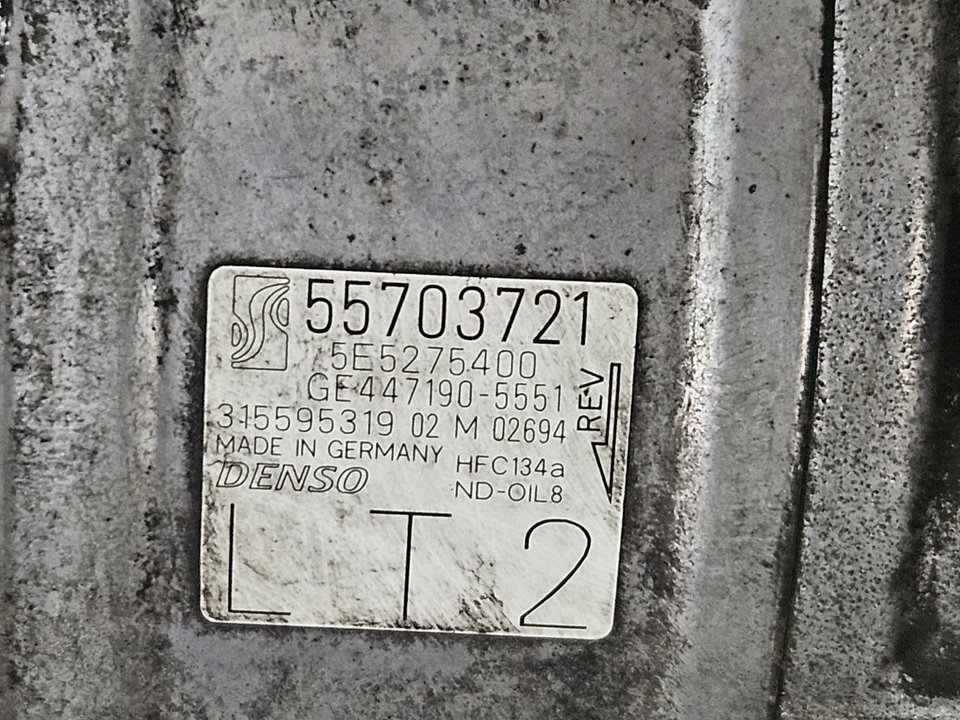 55703721
5E5275400
GE447190-5551
REV
315595319 02 M 02694
MADE IN GERMANY
HFC134a
DENSO
ND-OIL8
LT2